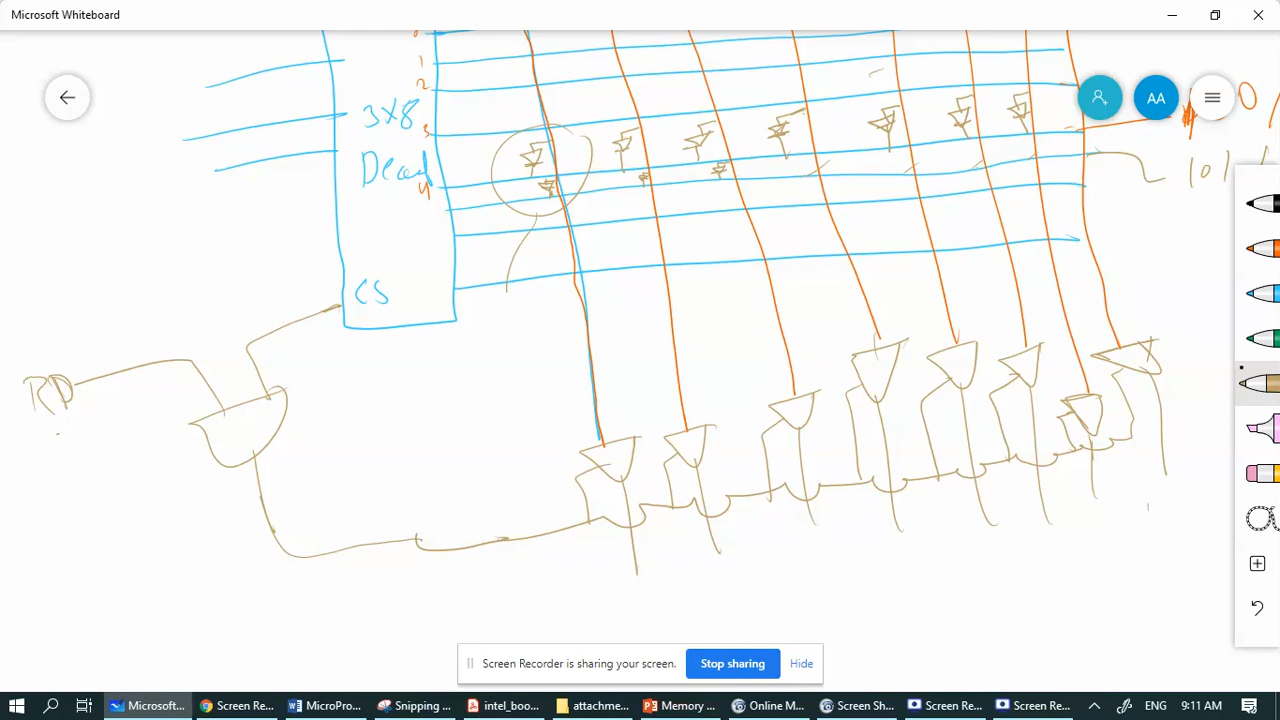 Microsoft Whiteboard
1
2
3X8
3
4
CS
RD
AA
0 1
101
Screen Recorder is sharing your screen. Stop sharing Hide
Microsoft... Screen Re... MicroPro... Snipping ... intel_boo... attachme... Memory ... Online M... Screen Sh... Screen Re... Screen Re... ENG 9:11 AM